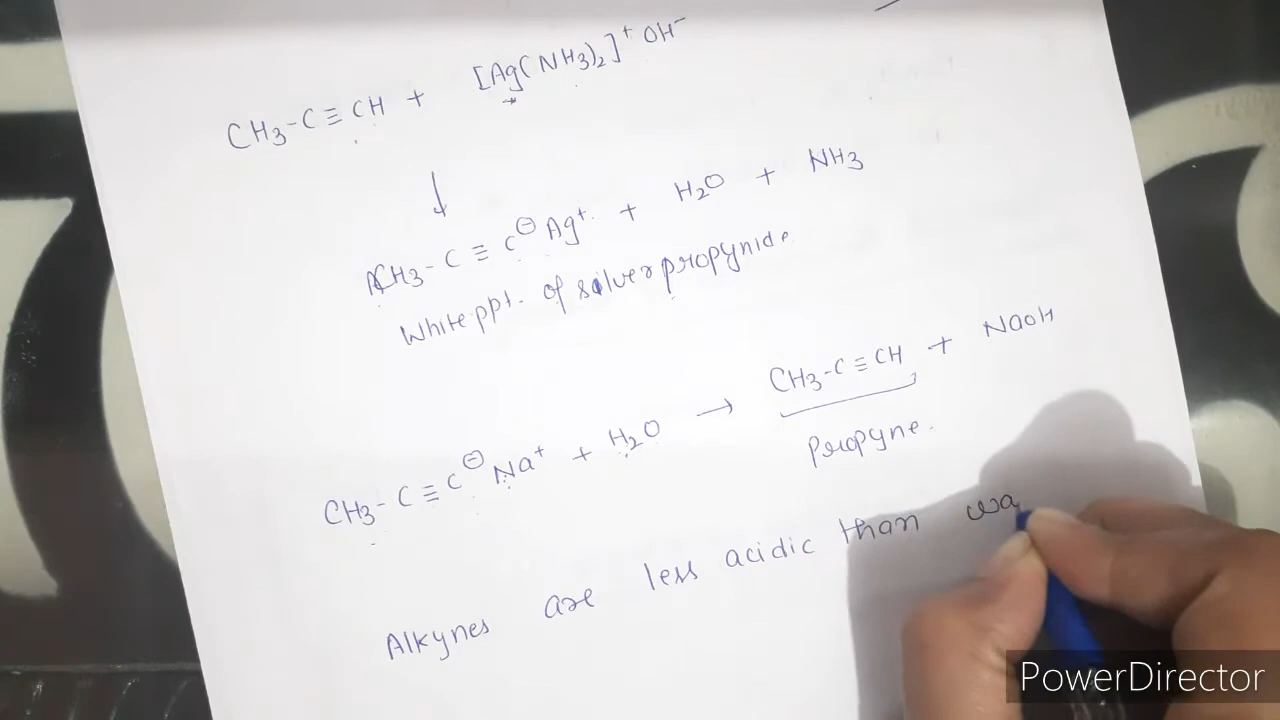 CH3-C≡CH + [Ag(NH3)2]+ OH-
↓
CH3-C≡C⊖ Ag+ + H2O + NH3
White ppt. of silver propynide
CH3-C≡C⊖ Na+ + H2O → CH3-C≡CH + NaOH
Propyne.
Alkynes are less acidic than wa
PowerDirector